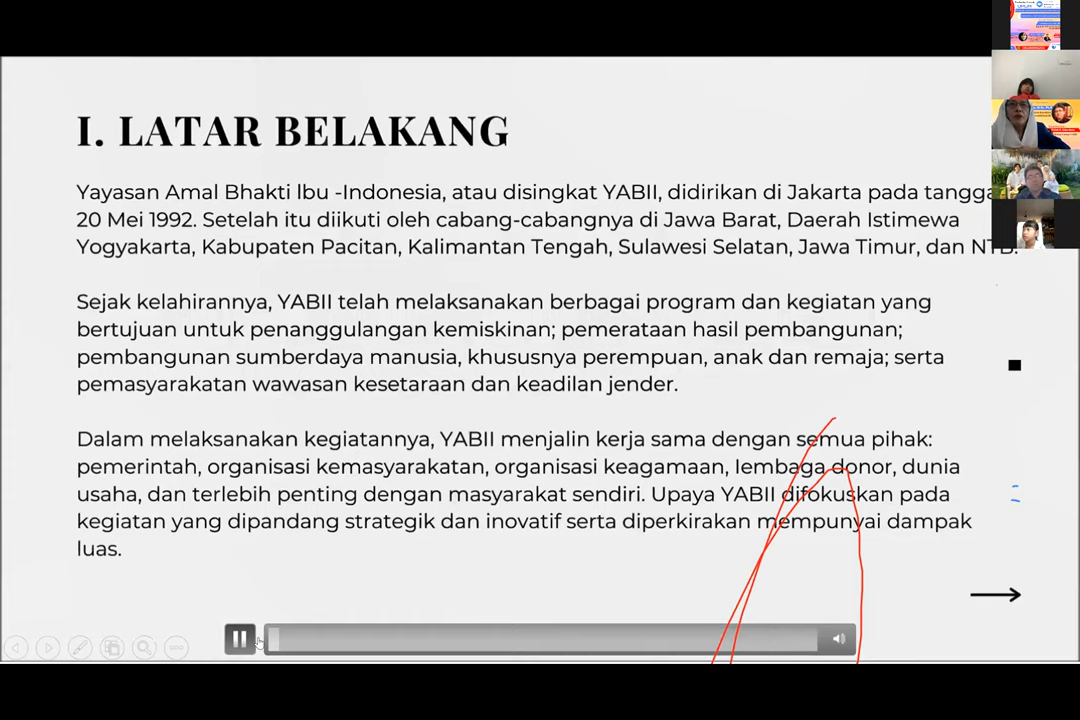 I. LATAR BELAKANG
Yayasan Amal Bhakti Ibu -Indonesia, atau disingkat YABII, didirikan di Jakarta pada tangga
20 Mei 1992. Setelah itu diikuti oleh cabang-cabangnya di Jawa Barat, Daerah Istimewa
Yogyakarta, Kabupaten Pacitan, Kalimantan Tengah, Sulawesi Selatan, Jawa Timur, dan NTB.
Sejak kelahirannya, YABII telah melaksanakan berbagai program dan kegiatan yang
bertujuan untuk penanggulangan kemiskinan; pemerataan hasil pembangunan;
pembangunan sumberdaya manusia, khususnya perempuan, anak dan remaja; serta
pemasyarakatan wawasan kesetaraan dan keadilan jender.
Dalam melaksanakan kegiatannya, YABII menjalin kerja sama dengan semua pihak:
pemerintah, organisasi kemasyarakatan, organisasi keagamaan, lembaga donor, dunia
usaha, dan terlebih penting dengan masyarakat sendiri. Upaya YABII difokuskan pada
kegiatan yang dipandang strategik dan inovatif serta diperkirakan mempunyai dampak
luas.